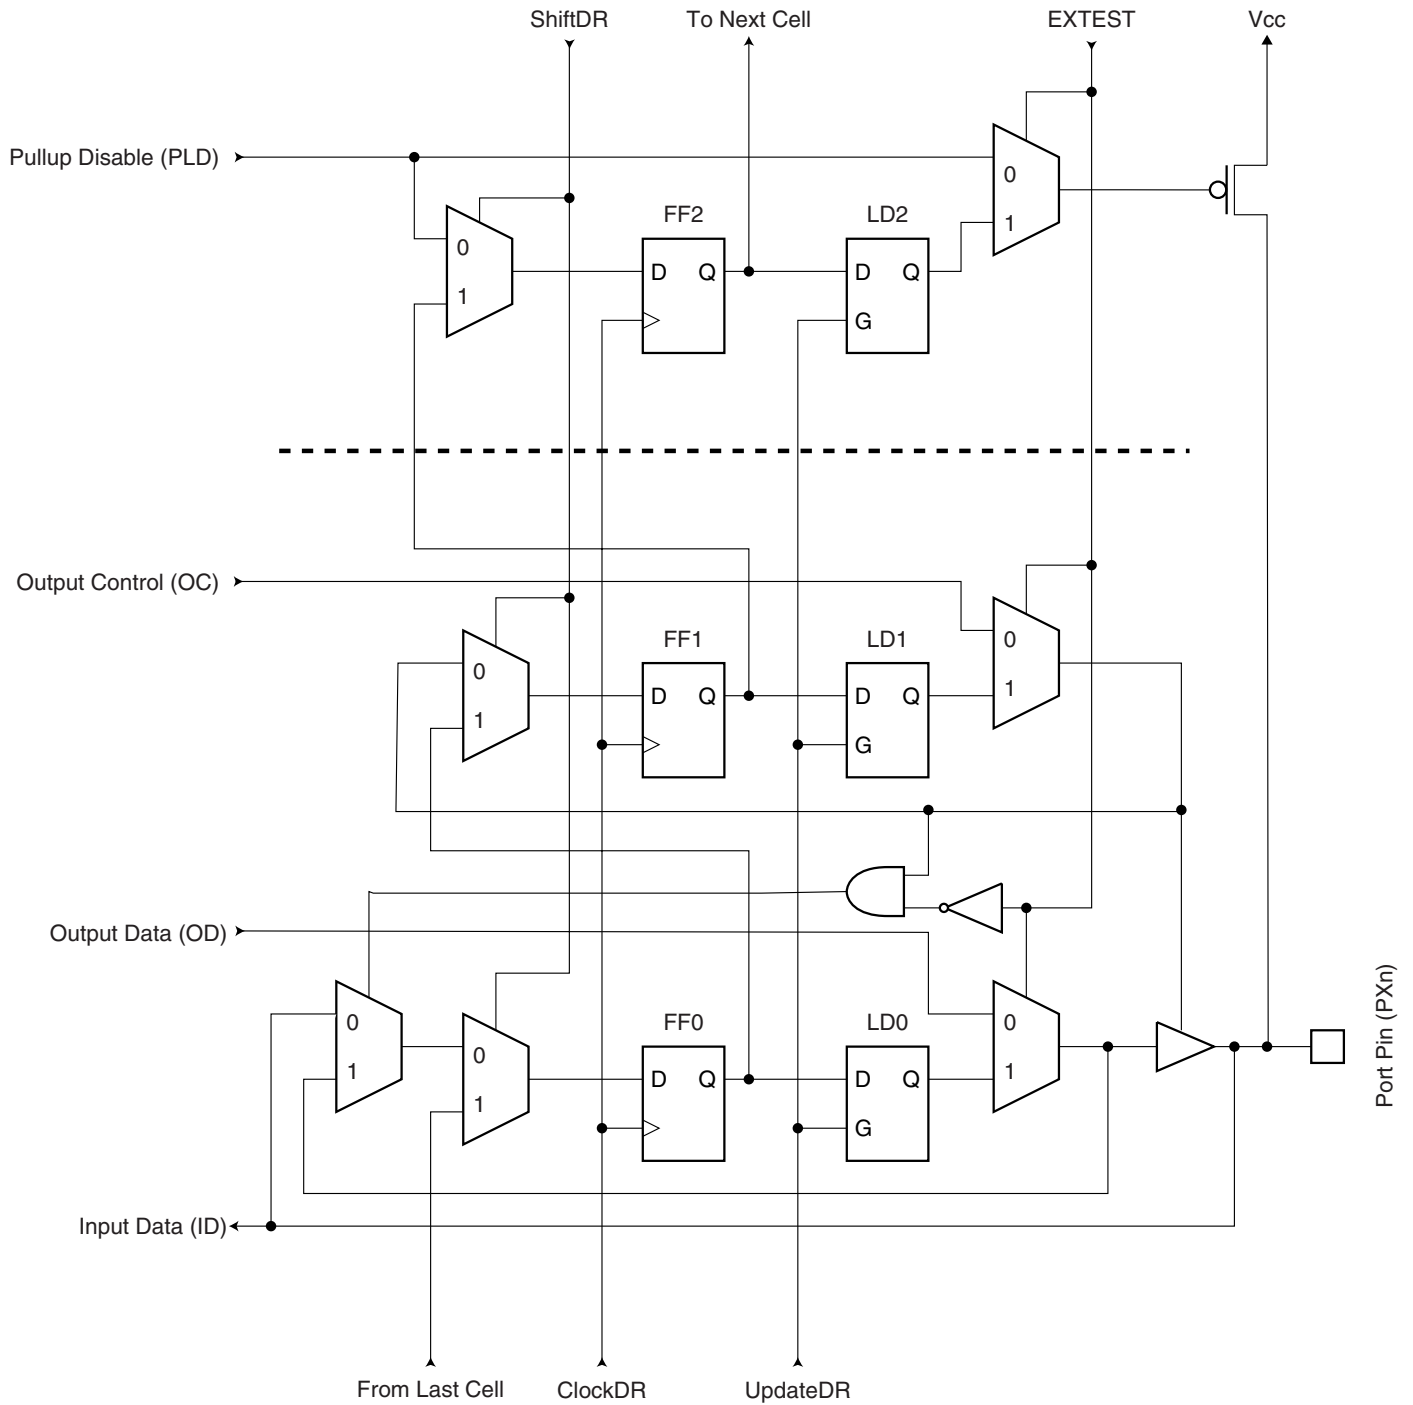 ShiftDR
To Next Cell
EXTEST
Vcc
Pullup Disable (PLD)
0
1
FF2
D Q
LD2
D Q
G
0
1
Output Control (OC)
0
1
FF1
D Q
LD1
D Q
G
0
1
Output Data (OD)
0
1
0
1
FF0
D Q
LD0
D Q
G
0
1
Port Pin (PXn)
Input Data (ID)
From Last Cell
ClockDR
UpdateDR